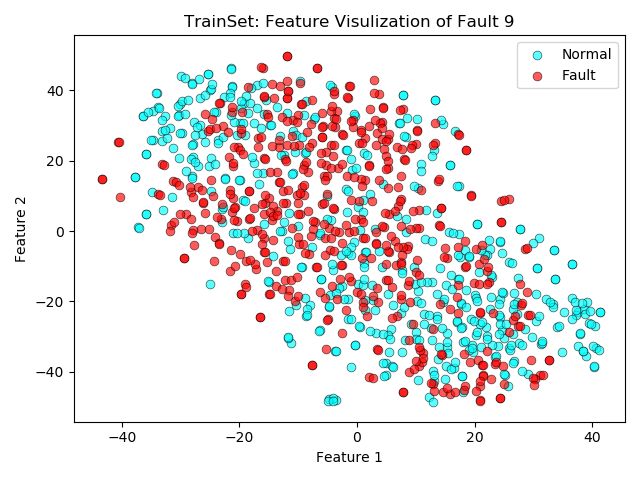 TrainSet: Feature Visulization of Fault 9
Normal
Fault
Feature 2
40
20
0
−20
−40
−40 −20 0 20 40
Feature 1